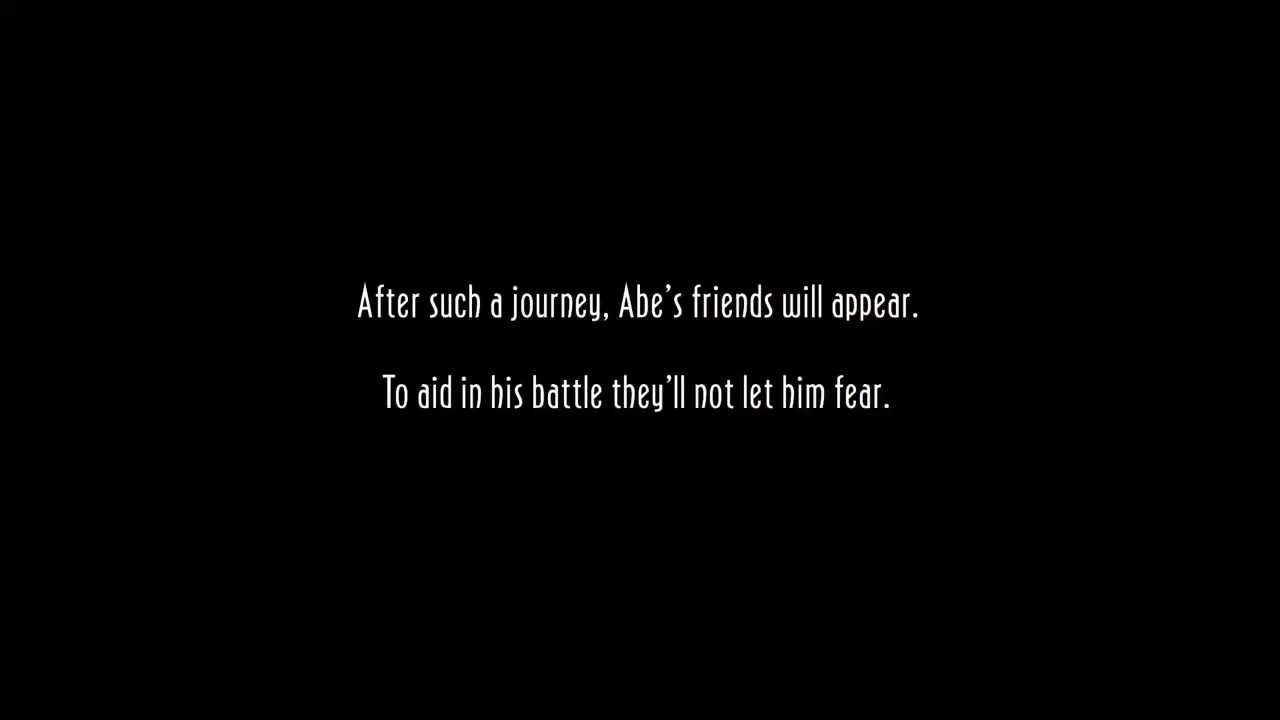 After such a journey, Abe’s friends will appear.
To aid in his battle they’ll not let him fear.